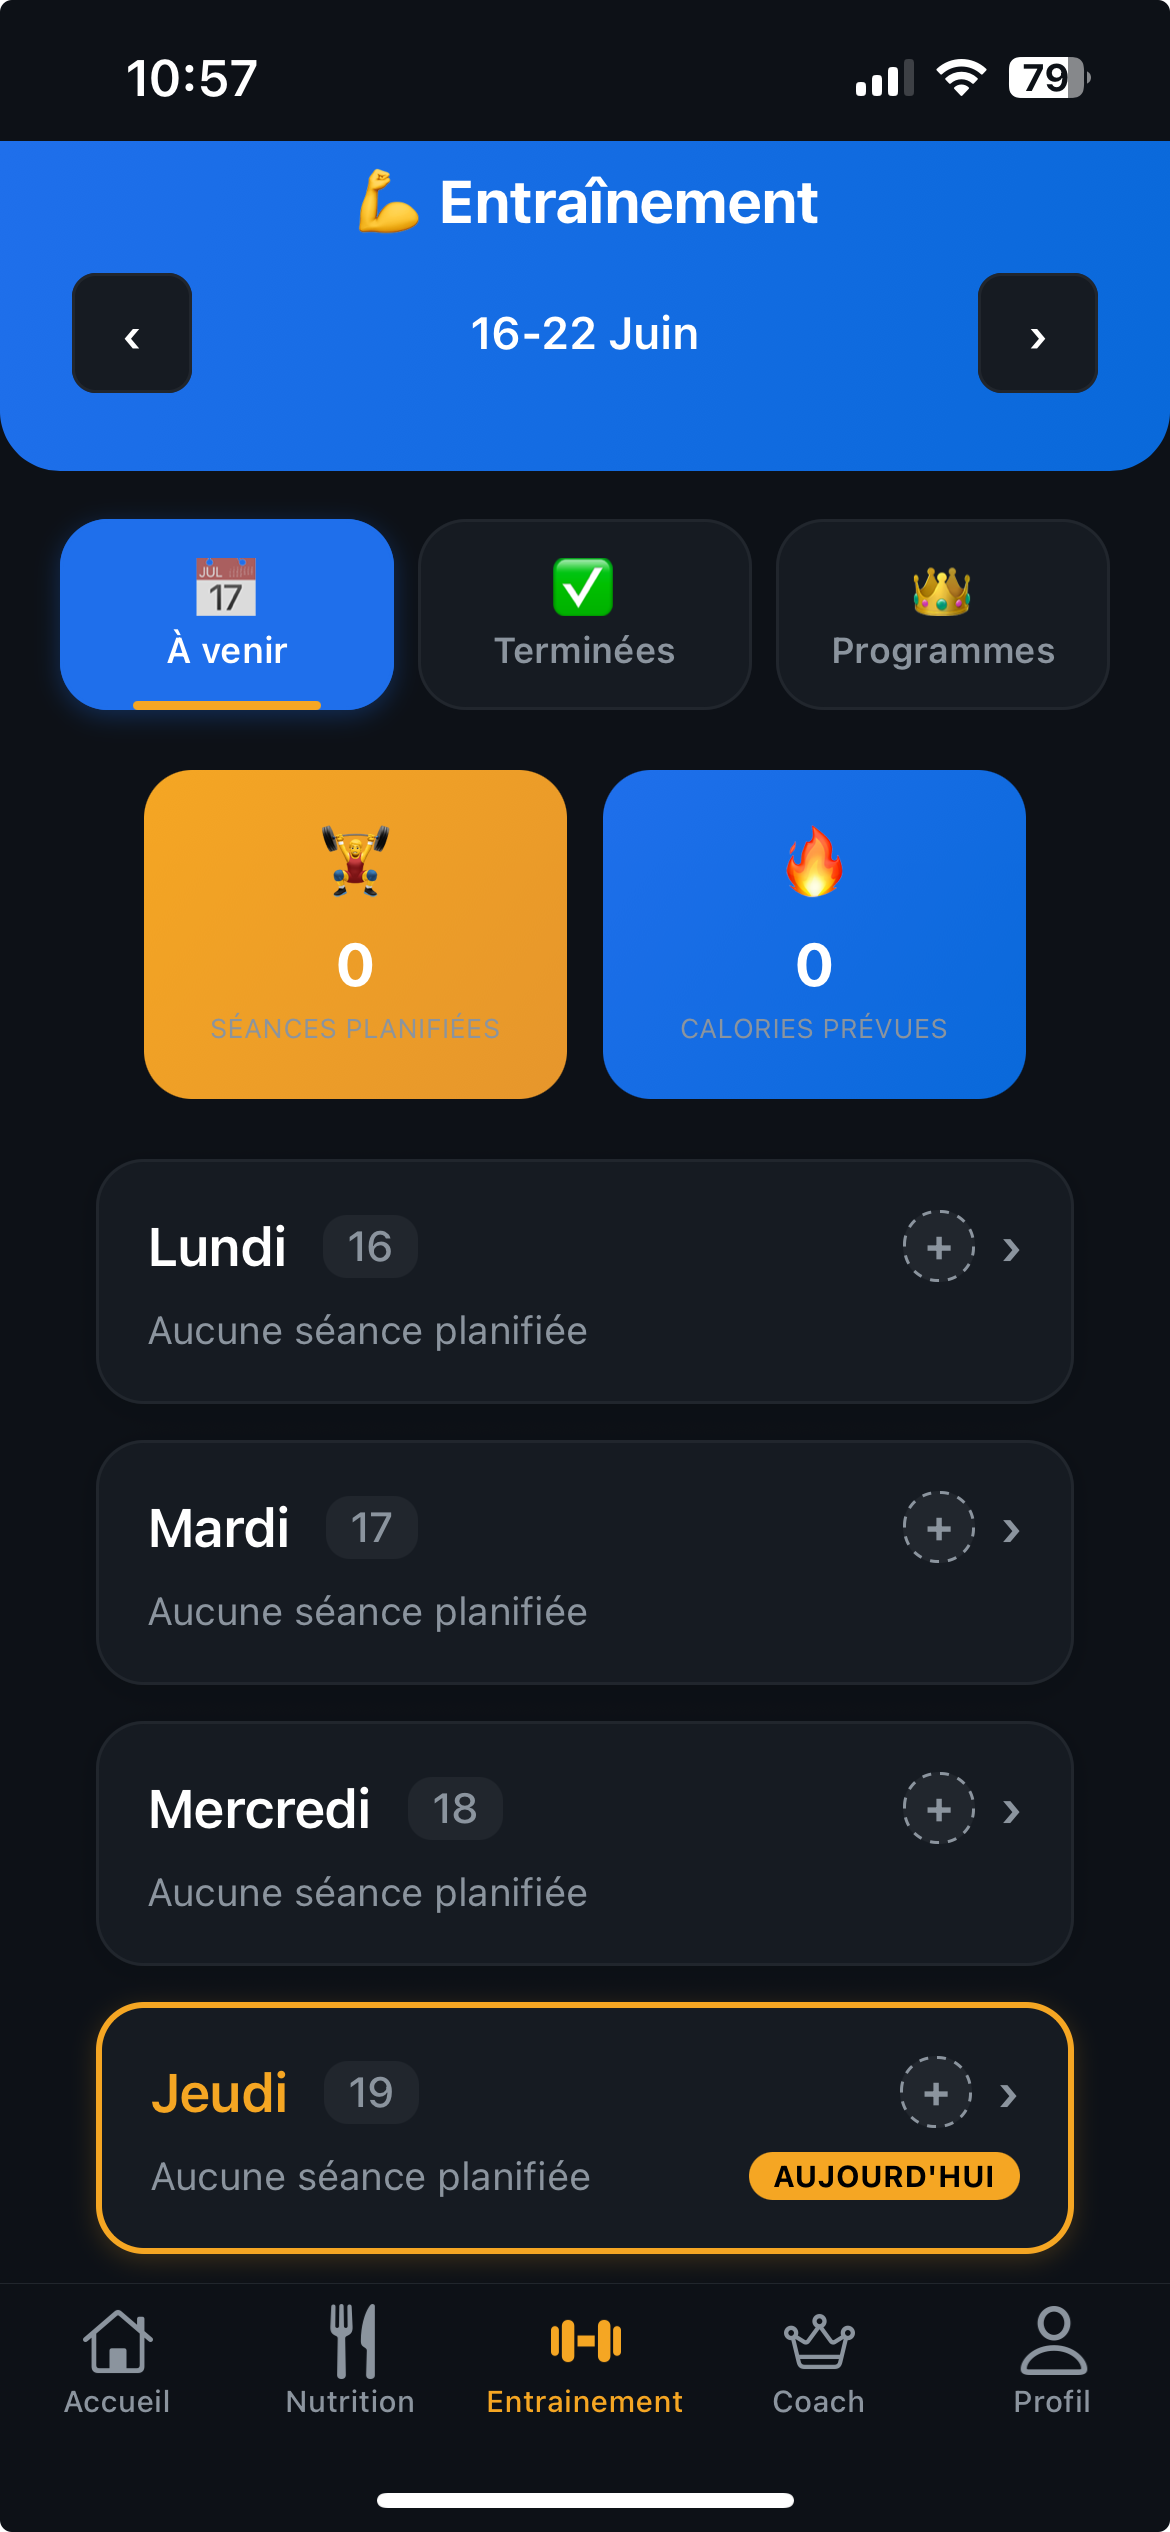 10:57
79
💪 Entraînement
‹
16-22 Juin
›
JUL
17
À venir
✅
Terminées
👑
Programmes
🏋️
0
SÉANCES PLANIFIÉES
🔥
0
CALORIES PRÉVUES
Lundi 16 + ›
Aucune séance planifiée
Mardi 17 + ›
Aucune séance planifiée
Mercredi 18 + ›
Aucune séance planifiée
Jeudi 19 + ›
Aucune séance planifiée AUJOURD'HUI
Accueil Nutrition Entrainement Coach Profil